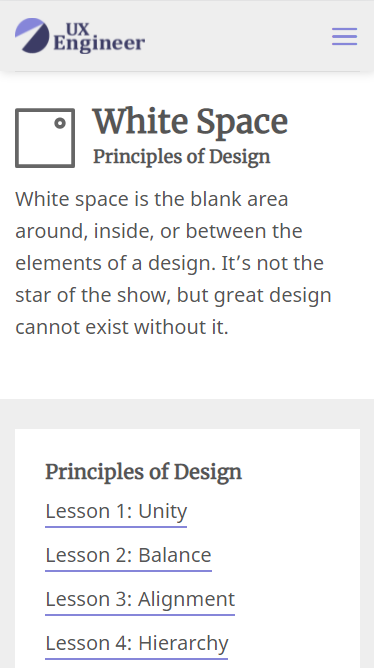 UX
Engineer
White Space
Principles of Design
White space is the blank area
around, inside, or between the
elements of a design. It’s not the
star of the show, but great design
cannot exist without it.
Principles of Design
Lesson 1: Unity
Lesson 2: Balance
Lesson 3: Alignment
Lesson 4: Hierarchy